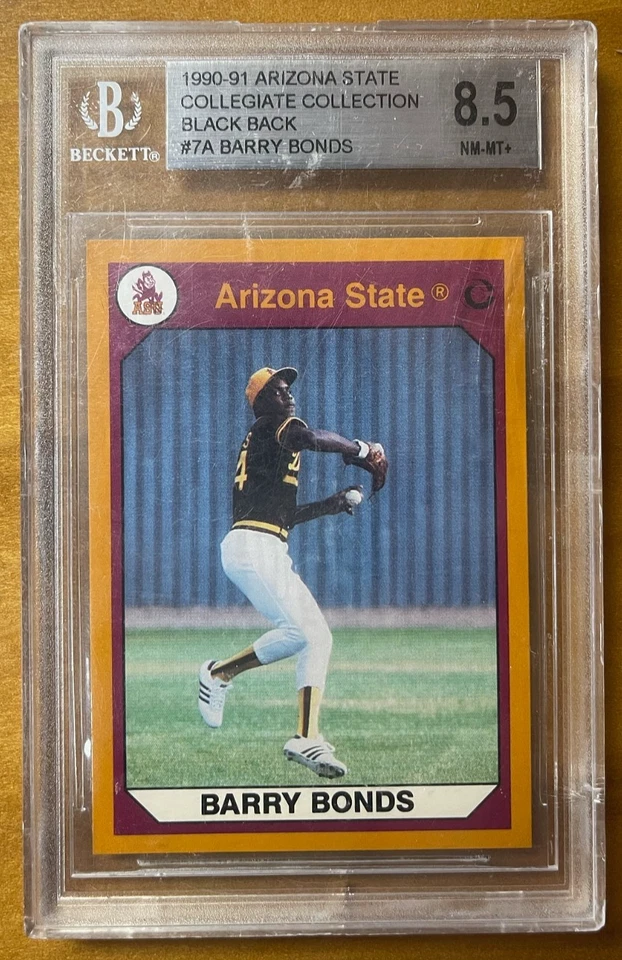 B
BECKETT®
1990-91 ARIZONA STATE
COLLEGIATE COLLECTION
BLACK BACK
#7A BARRY BONDS
8.5
NM-MT+
ASU
Arizona State ® C
4
BARRY BONDS